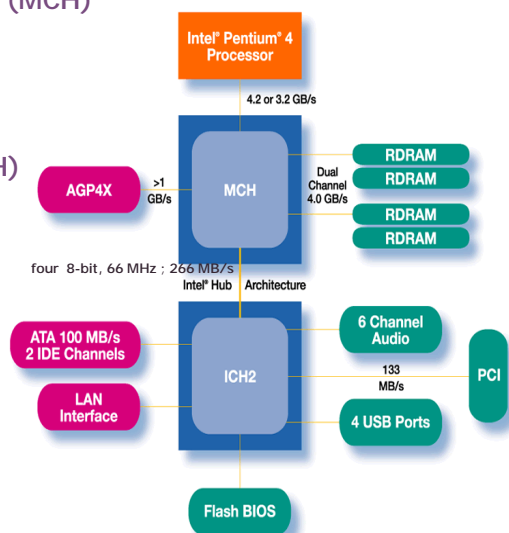 (MCH)
Intel® Pentium® 4
Processor
4.2 or 3.2 GB/s
H)
AGP4X
>1
GB/s
MCH
Dual
Channel
4.0 GB/s
RDRAM
RDRAM
RDRAM
RDRAM
four 8-bit, 66 MHz ; 266 MB/s
Intel® Hub Architecture
ATA 100 MB/s
2 IDE Channels
LAN
Interface
ICH2
6 Channel
Audio
133
MB/s
PCI
4 USB Ports
Flash BIOS